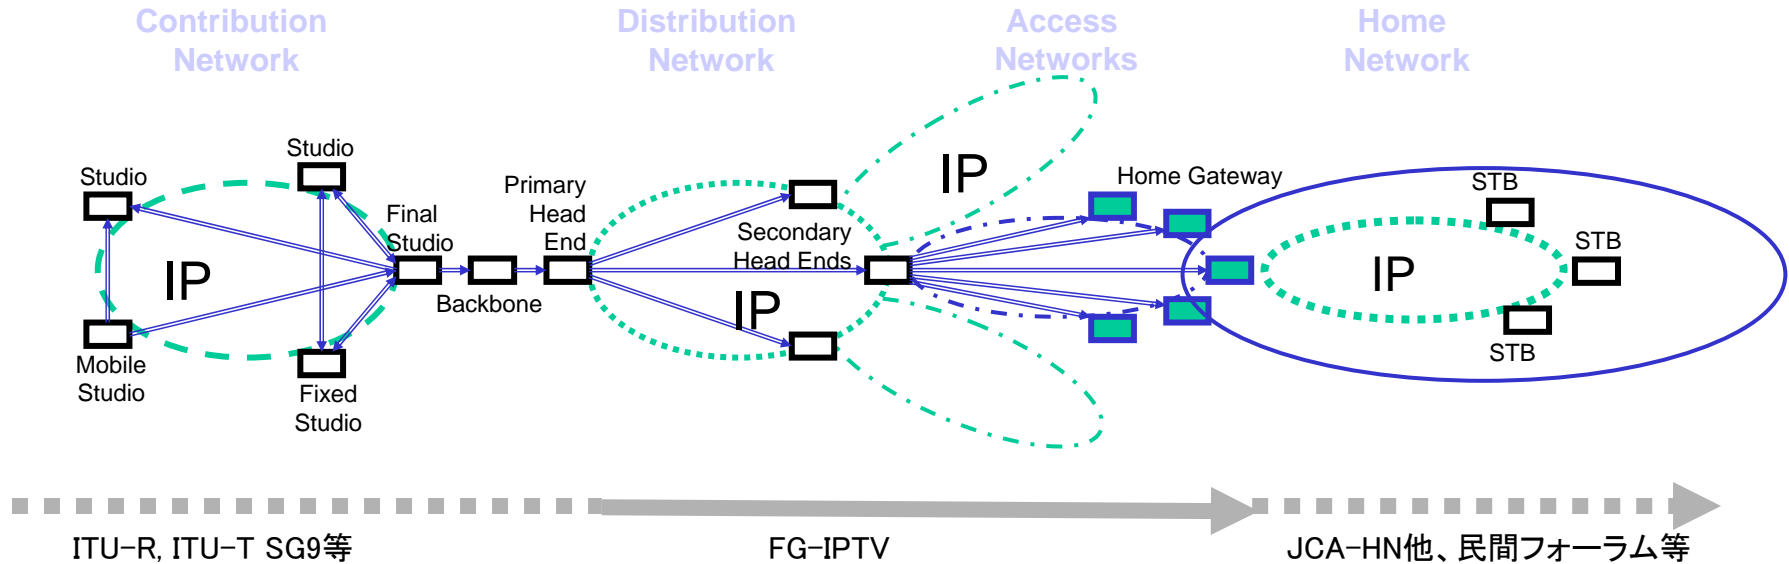 Contribution
Network
Distribution
Network
Access
Networks
Home
Network
Studio
Studio
IP
Mobile
Studio
Fixed
Studio
Final
Studio
Backbone
Primary
Head
End
IP
Secondary
Head Ends
IP
Home Gateway
IP
STB
STB
STB
ITU-R, ITU-T SG9等
FG-IPTV
JCA-HN他、民間フォーラム等